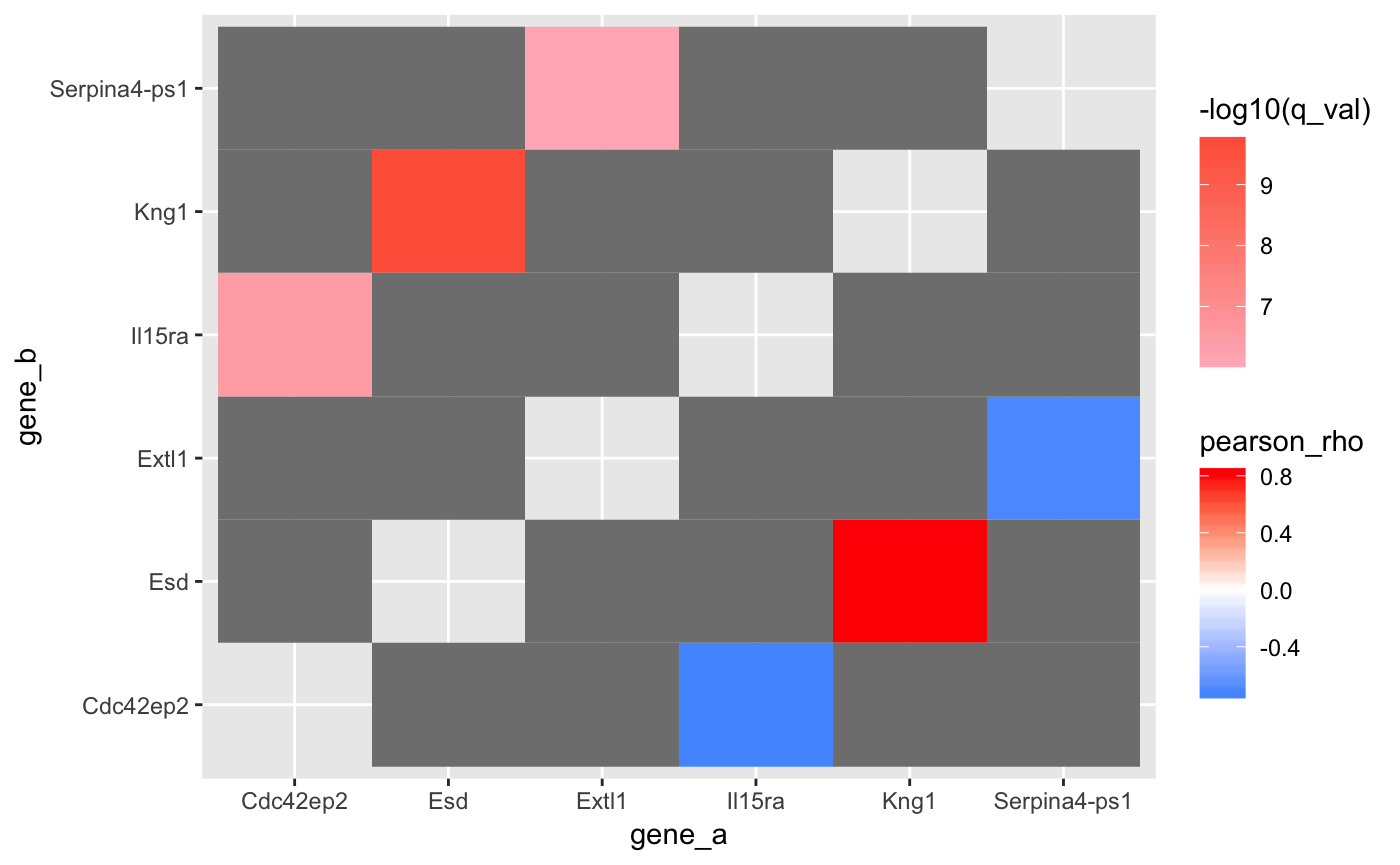 Serpina4-ps1
Kng1
Il15ra
Extl1
Esd
Cdc42ep2
gene_b
Cdc42ep2 Esd Extl1 Il15ra Kng1 Serpina4-ps1
gene_a
-log10(q_val)
9
8
7
pearson_rho
0.8
0.4
0.0
-0.4